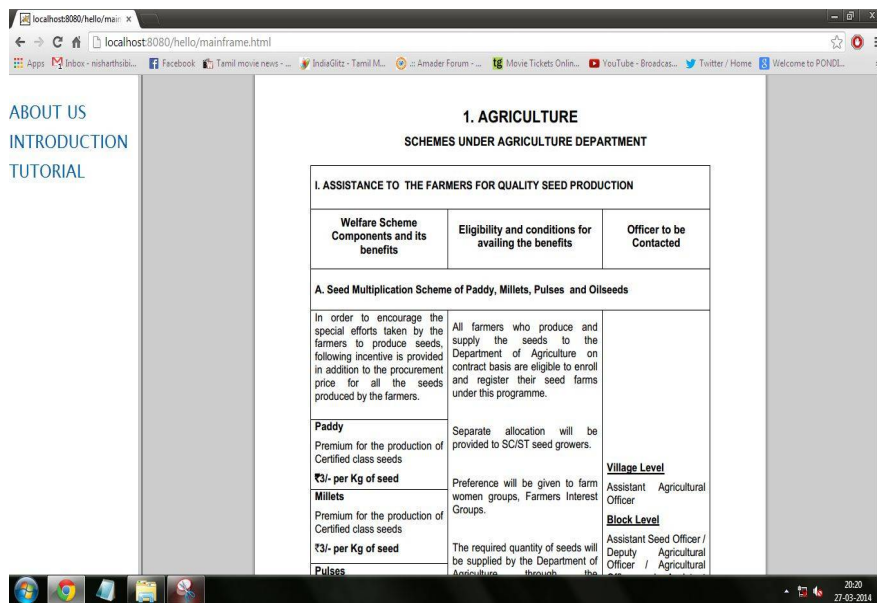 localhost:8080/hello/main
localhost:8080/hello/mainframe.html
Apps
Inbox - nisharthsibi...
Facebook
Tamil movie news - ...
IndiaGlitz - Tamil M...
.:: Amader Forum - ...
Movie Tickets Onlin...
YouTube - Broadcas...
Twitter / Home
Welcome to PONDI...
ABOUT US
INTRODUCTION
TUTORIAL
1. AGRICULTURE
SCHEMES UNDER AGRICULTURE DEPARTMENT
I. ASSISTANCE TO THE FARMERS FOR QUALITY SEED PRODUCTION
Welfare Scheme
Components and its
benefits
Eligibility and conditions for
availing the benefits
Officer to be
Contacted
A. Seed Multiplication Scheme of Paddy, Millets, Pulses and Oilseeds
In order to encourage the
special efforts taken by the
farmers to produce seeds,
following incentive is provided
in addition to the procurement
price for all the seeds
produced by the farmers.
Paddy
Premium for the production of
Certified class seeds
₹3/- per Kg of seed
Millets
Premium for the production of
Certified class seeds
₹3/- per Kg of seed
Pulses
All farmers who produce and
supply the seeds to the
Department of Agriculture on
contract basis are eligible to enroll
and register their seed farms
under this programme.
Separate allocation will be
provided to SC/ST seed growers.
Preference will be given to farm
women groups, Farmers Interest
Groups.
The required quantity of seeds will
be supplied by the Department of
Agriculture through the
Village Level
Assistant Agricultural
Officer
Block Level
Assistant Seed Officer /
Deputy Agricultural
Officer / Agricultural
20:20
27-03-2014